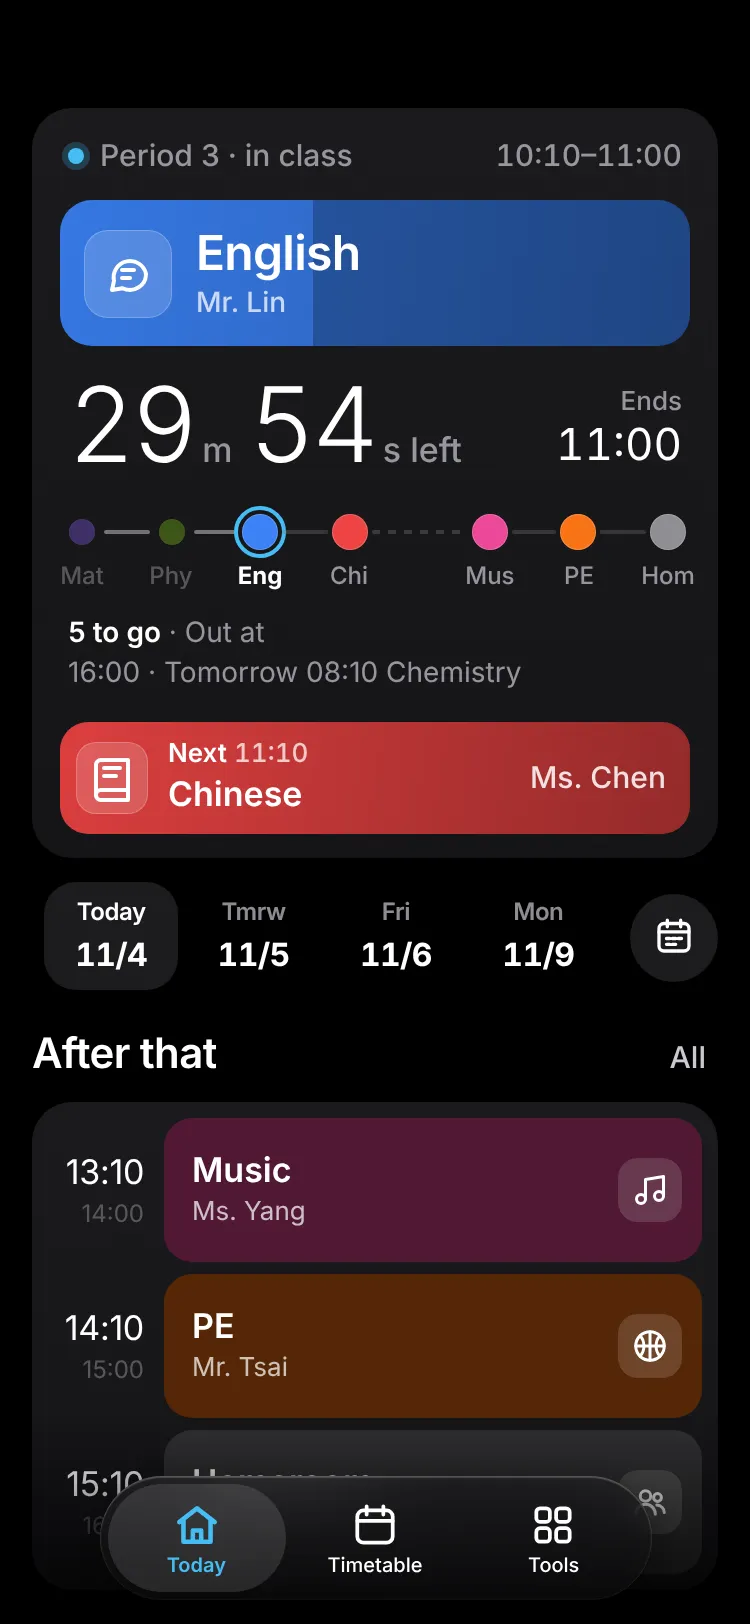 Period 3 · in class
10:10–11:00
English
Mr. Lin
29 m 54 s left
Ends
11:00
Mat Phy Eng Chi Mus PE Hom
5 to go · Out at
16:00 · Tomorrow 08:10 Chemistry
Next 11:10
Chinese
Ms. Chen
Today Tmrw Fri Mon
11/4 11/5 11/6 11/9
After that
All
13:10
14:00
Music
Ms. Yang
14:10
15:00
PE
Mr. Tsai
15:10
Today Timetable Tools